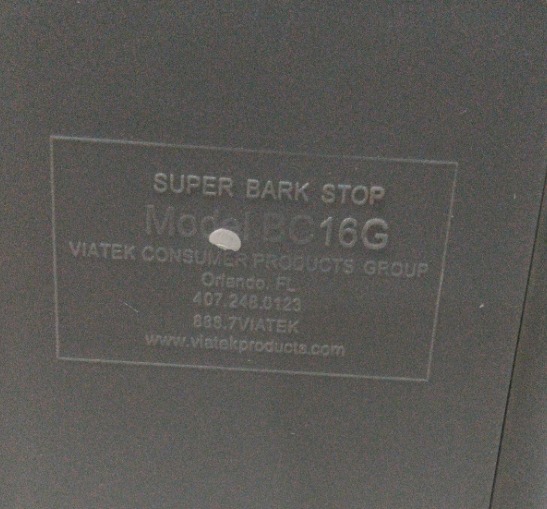 SUPER BARK STOP
Model BC16G
VIATEK CONSUMER PRODUCTS GROUP
Orlando, FL
407.248.0123
888.7VIATEK
www.viatekproducts.com